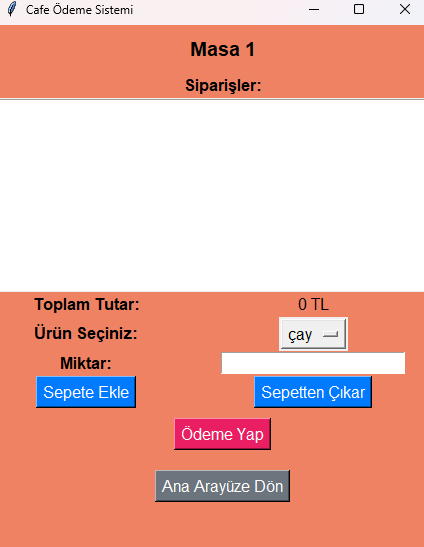 Cafe Ödeme Sistemi
Masa 1
Siparişler:
Toplam Tutar: 0 TL
Ürün Seçiniz: çay
Miktar:
Sepete Ekle Sepetten Çıkar
Ödeme Yap
Ana Arayüze Dön